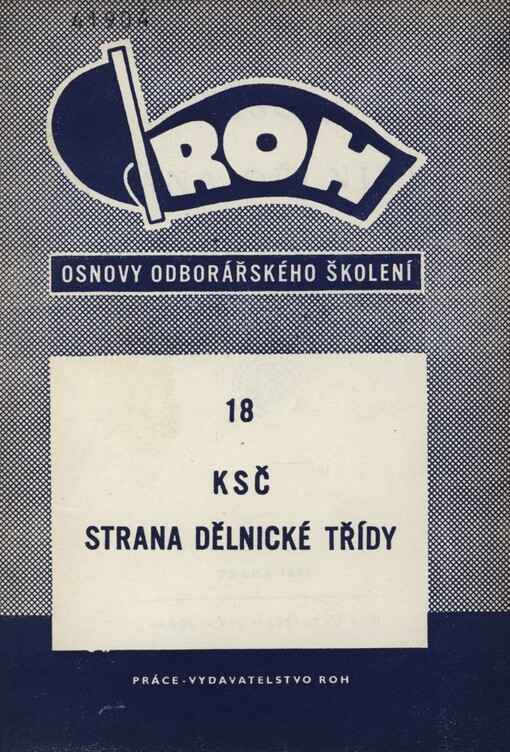 41904
ROH
OSNOVY ODBORÁŘSKÉHO ŠKOLENÍ
18
KSČ
STRANA DĚLNICKÉ TŘÍDY
PRÁCE-VYDAVATELSTVO ROH